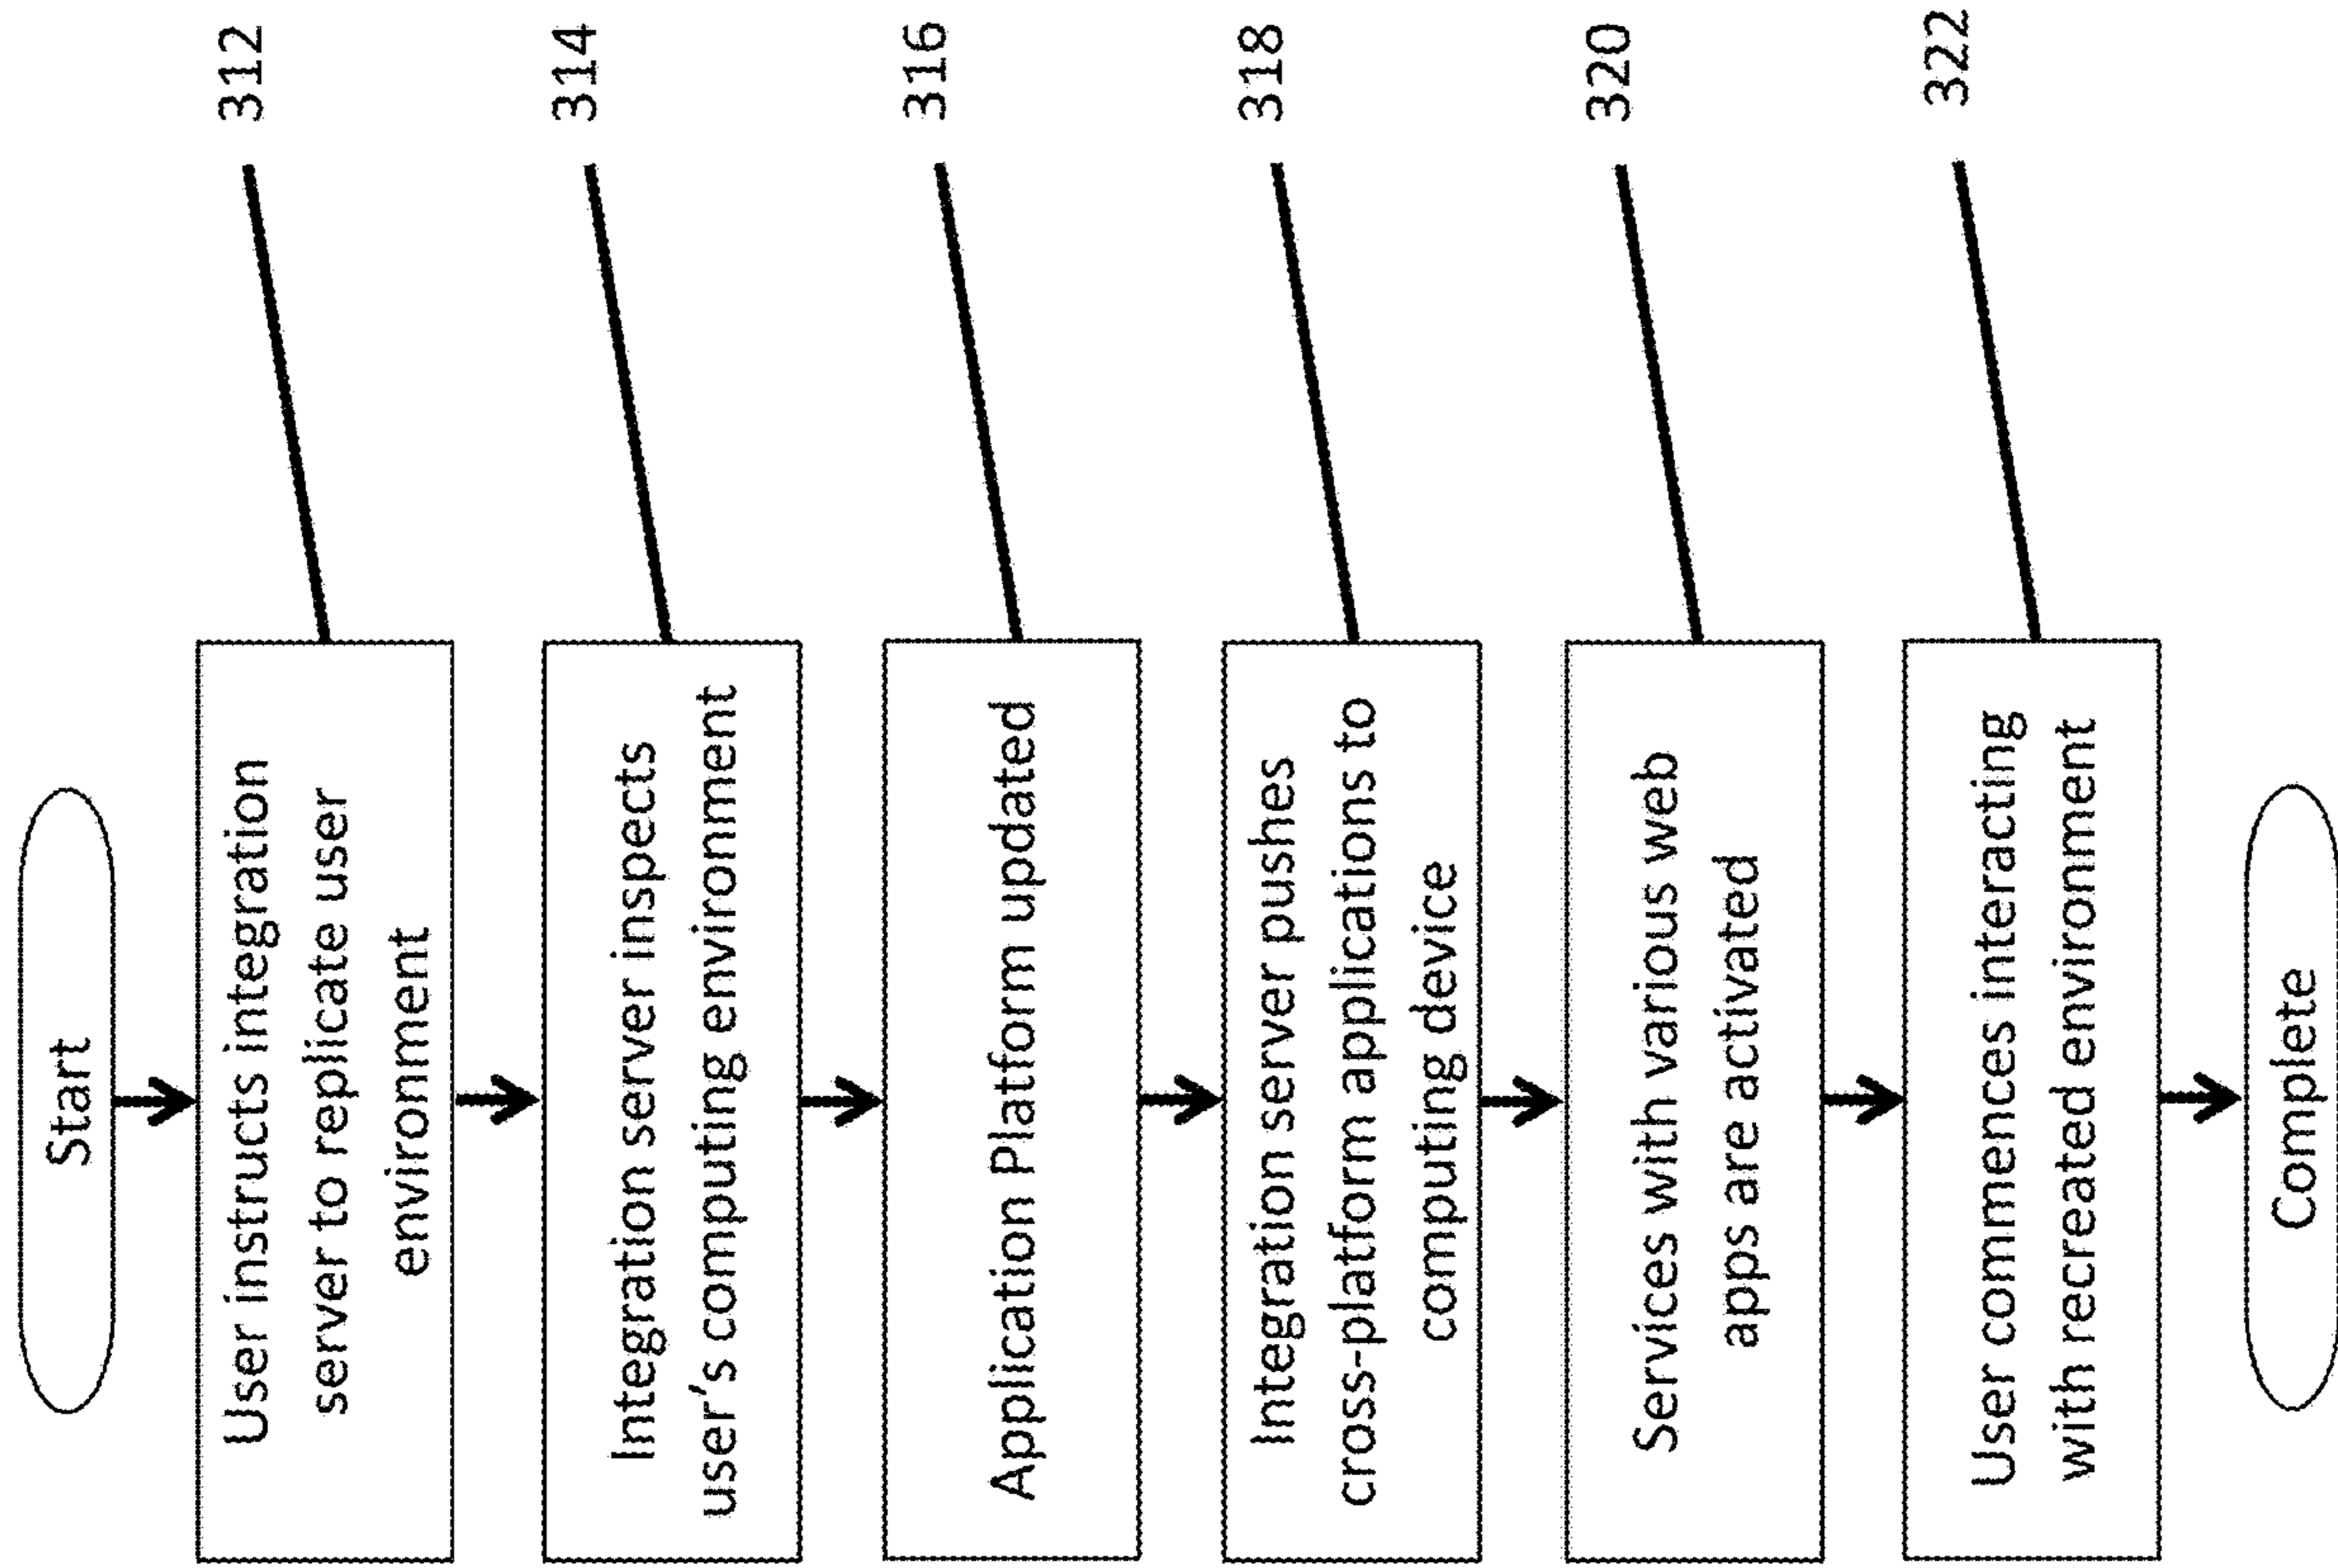 Start
User instructs integration
server to replicate user
environment
312
Integration server inspects
user's computing environment
314
Application Platform updated
316
Integration server pushes
cross-platform applications to
computing device
318
Services with various web
apps are activated
320
User commences interacting
with recreated environment
322
Complete